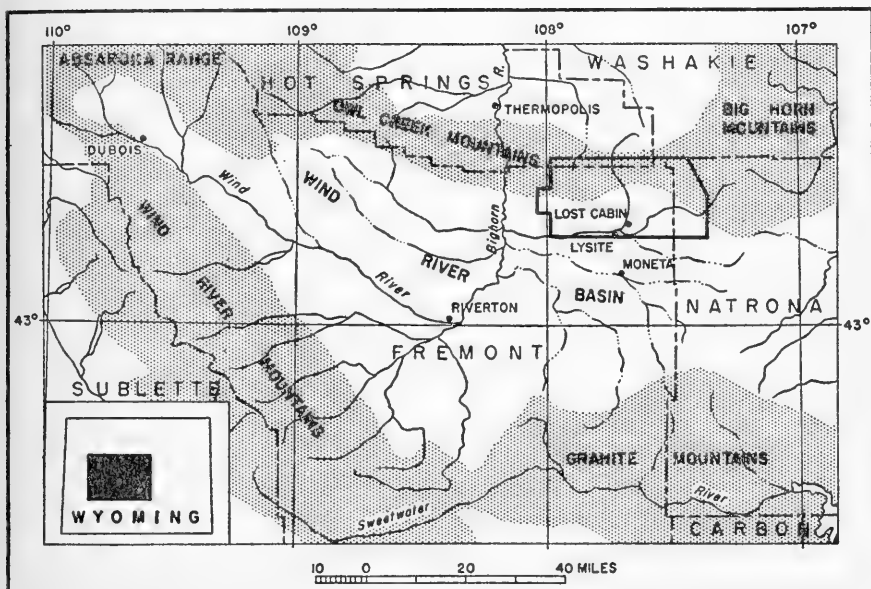 110° 109° 108° 107°
ABSAROKA RANGE
HOT SPRINGS
R.
WASHAKIE
THERMOPOLIS
OWL CREEK MOUNTAINS
BIG HORN
MOUNTAINS
DUBOIS
Wind
WIND
LOST CABIN
WIND
Bighorn
LYSITE
RIVER
MONETA
RIVER
River
BASIN
RIVERTON
NATRONA
43° 43°
FREMONT
MOUNTAINS
SUBLETTE
GRANITE MOUNTAINS
WYOMING
Sweetwater
River
CARBON
10 0 20 40 MILES